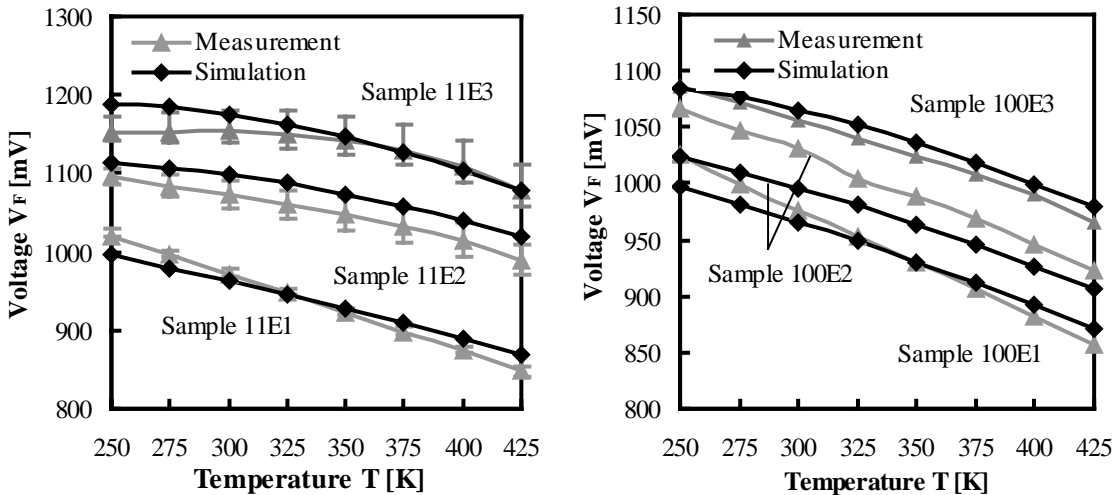 1300
1200
1100
1000
900
800
Voltage VF [mV]
Measurement
Simulation
Sample 11E3
Sample 11E2
Sample 11E1
250 275 300 325 350 375 400 425
Temperature T [K]
1150
1100
1050
1000
950
900
850
800
Voltage VF [mV]
Measurement
Simulation
Sample 100E3
Sample 100E2
Sample 100E1
250 275 300 325 350 375 400 425
Temperature T [K]